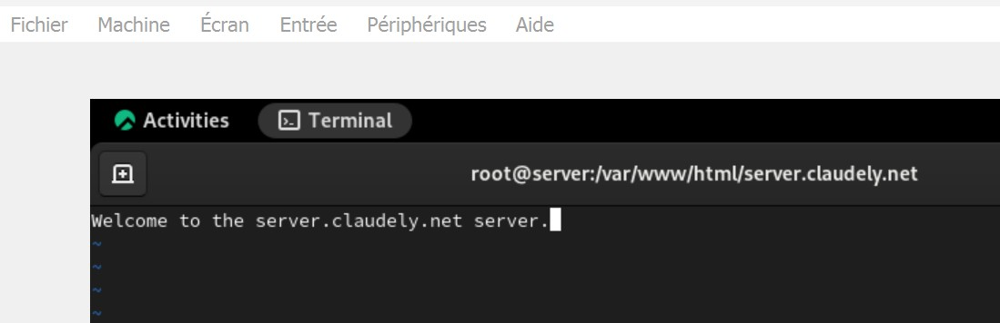 Fichier Machine Écran Entrée Périphériques Aide
Activities Terminal
root@server:/var/www/html/server.claudely.net
Welcome to the server.claudely.net server.
~
~
~
~